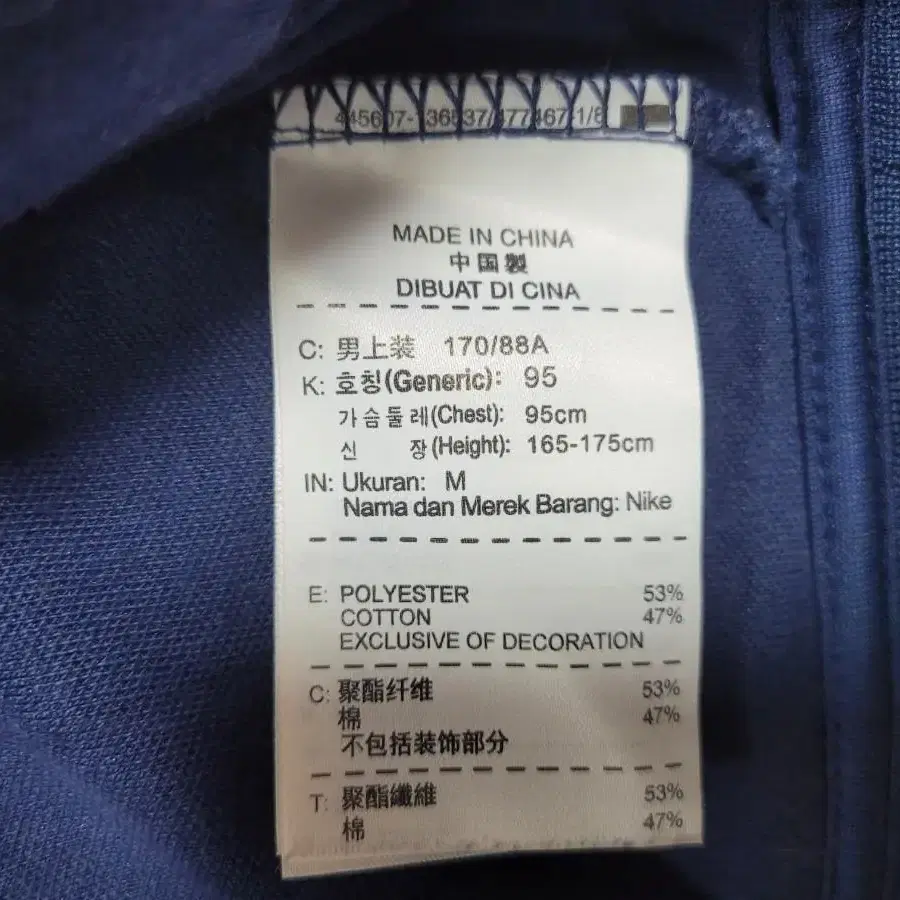 445607-
MADE IN CHINA
中国製
DIBUAT DI CINA
C: 男上装 170/88A
K: 호칭(Generic): 95
가슴둘레(Chest): 95cm
신 장(Height): 165-175cm
IN: Ukuran: M
Nama dan Merek Barang: Nike
E: POLYESTER 53%
COTTON 47%
EXCLUSIVE OF DECORATION
C: 聚酯纤维 53%
棉 47%
不包括装饰部分
T: 聚酯纖維 53%
棉 47%